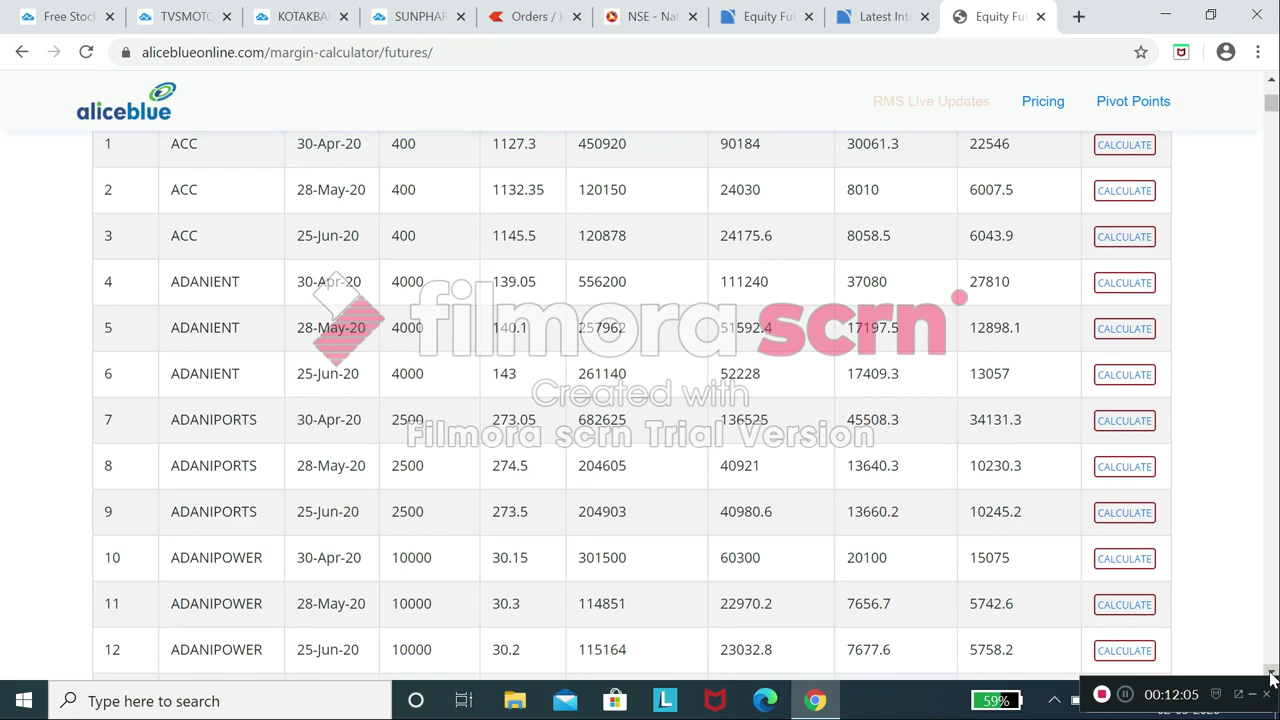 Free Stock
TVSMOTO
KOTAKBA
SUNPHAR
Orders /
NSE - Nat
Equity Fu
Latest Int
Equity Fu
aliceblueonline.com/margin-calculator/futures/
aliceblue
RMS Live Updates
Pricing
Pivot Points
1 ACC 30-Apr-20 400 1127.3 450920 90184 30061.3 22546 CALCULATE
2 ACC 28-May-20 400 1132.35 120150 24030 8010 6007.5 CALCULATE
3 ACC 25-Jun-20 400 1145.5 120878 24175.6 8058.5 6043.9 CALCULATE
4 ADANIENT 30-Apr-20 4000 139.05 556200 111240 37080 27810 CALCULATE
5 ADANIENT 28-May-20 4000 140.1 257962 51592.4 17197.5 12898.1 CALCULATE
6 ADANIENT 25-Jun-20 4000 143 261140 52228 17409.3 13057 CALCULATE
7 ADANIPORTS 30-Apr-20 2500 273.05 682625 136525 45508.3 34131.3 CALCULATE
8 ADANIPORTS 28-May-20 2500 274.5 204605 40921 13640.3 10230.3 CALCULATE
9 ADANIPORTS 25-Jun-20 2500 273.5 204903 40980.6 13660.2 10245.2 CALCULATE
10 ADANIPOWER 30-Apr-20 10000 30.15 301500 60300 20100 15075 CALCULATE
11 ADANIPOWER 28-May-20 10000 30.3 114851 22970.2 7656.7 5742.6 CALCULATE
12 ADANIPOWER 25-Jun-20 10000 30.2 115164 23032.8 7677.6 5758.2 CALCULATE
filmora scrn
Created with
Filmora scrn Trial Version
Type here to search
59%
00:12:05